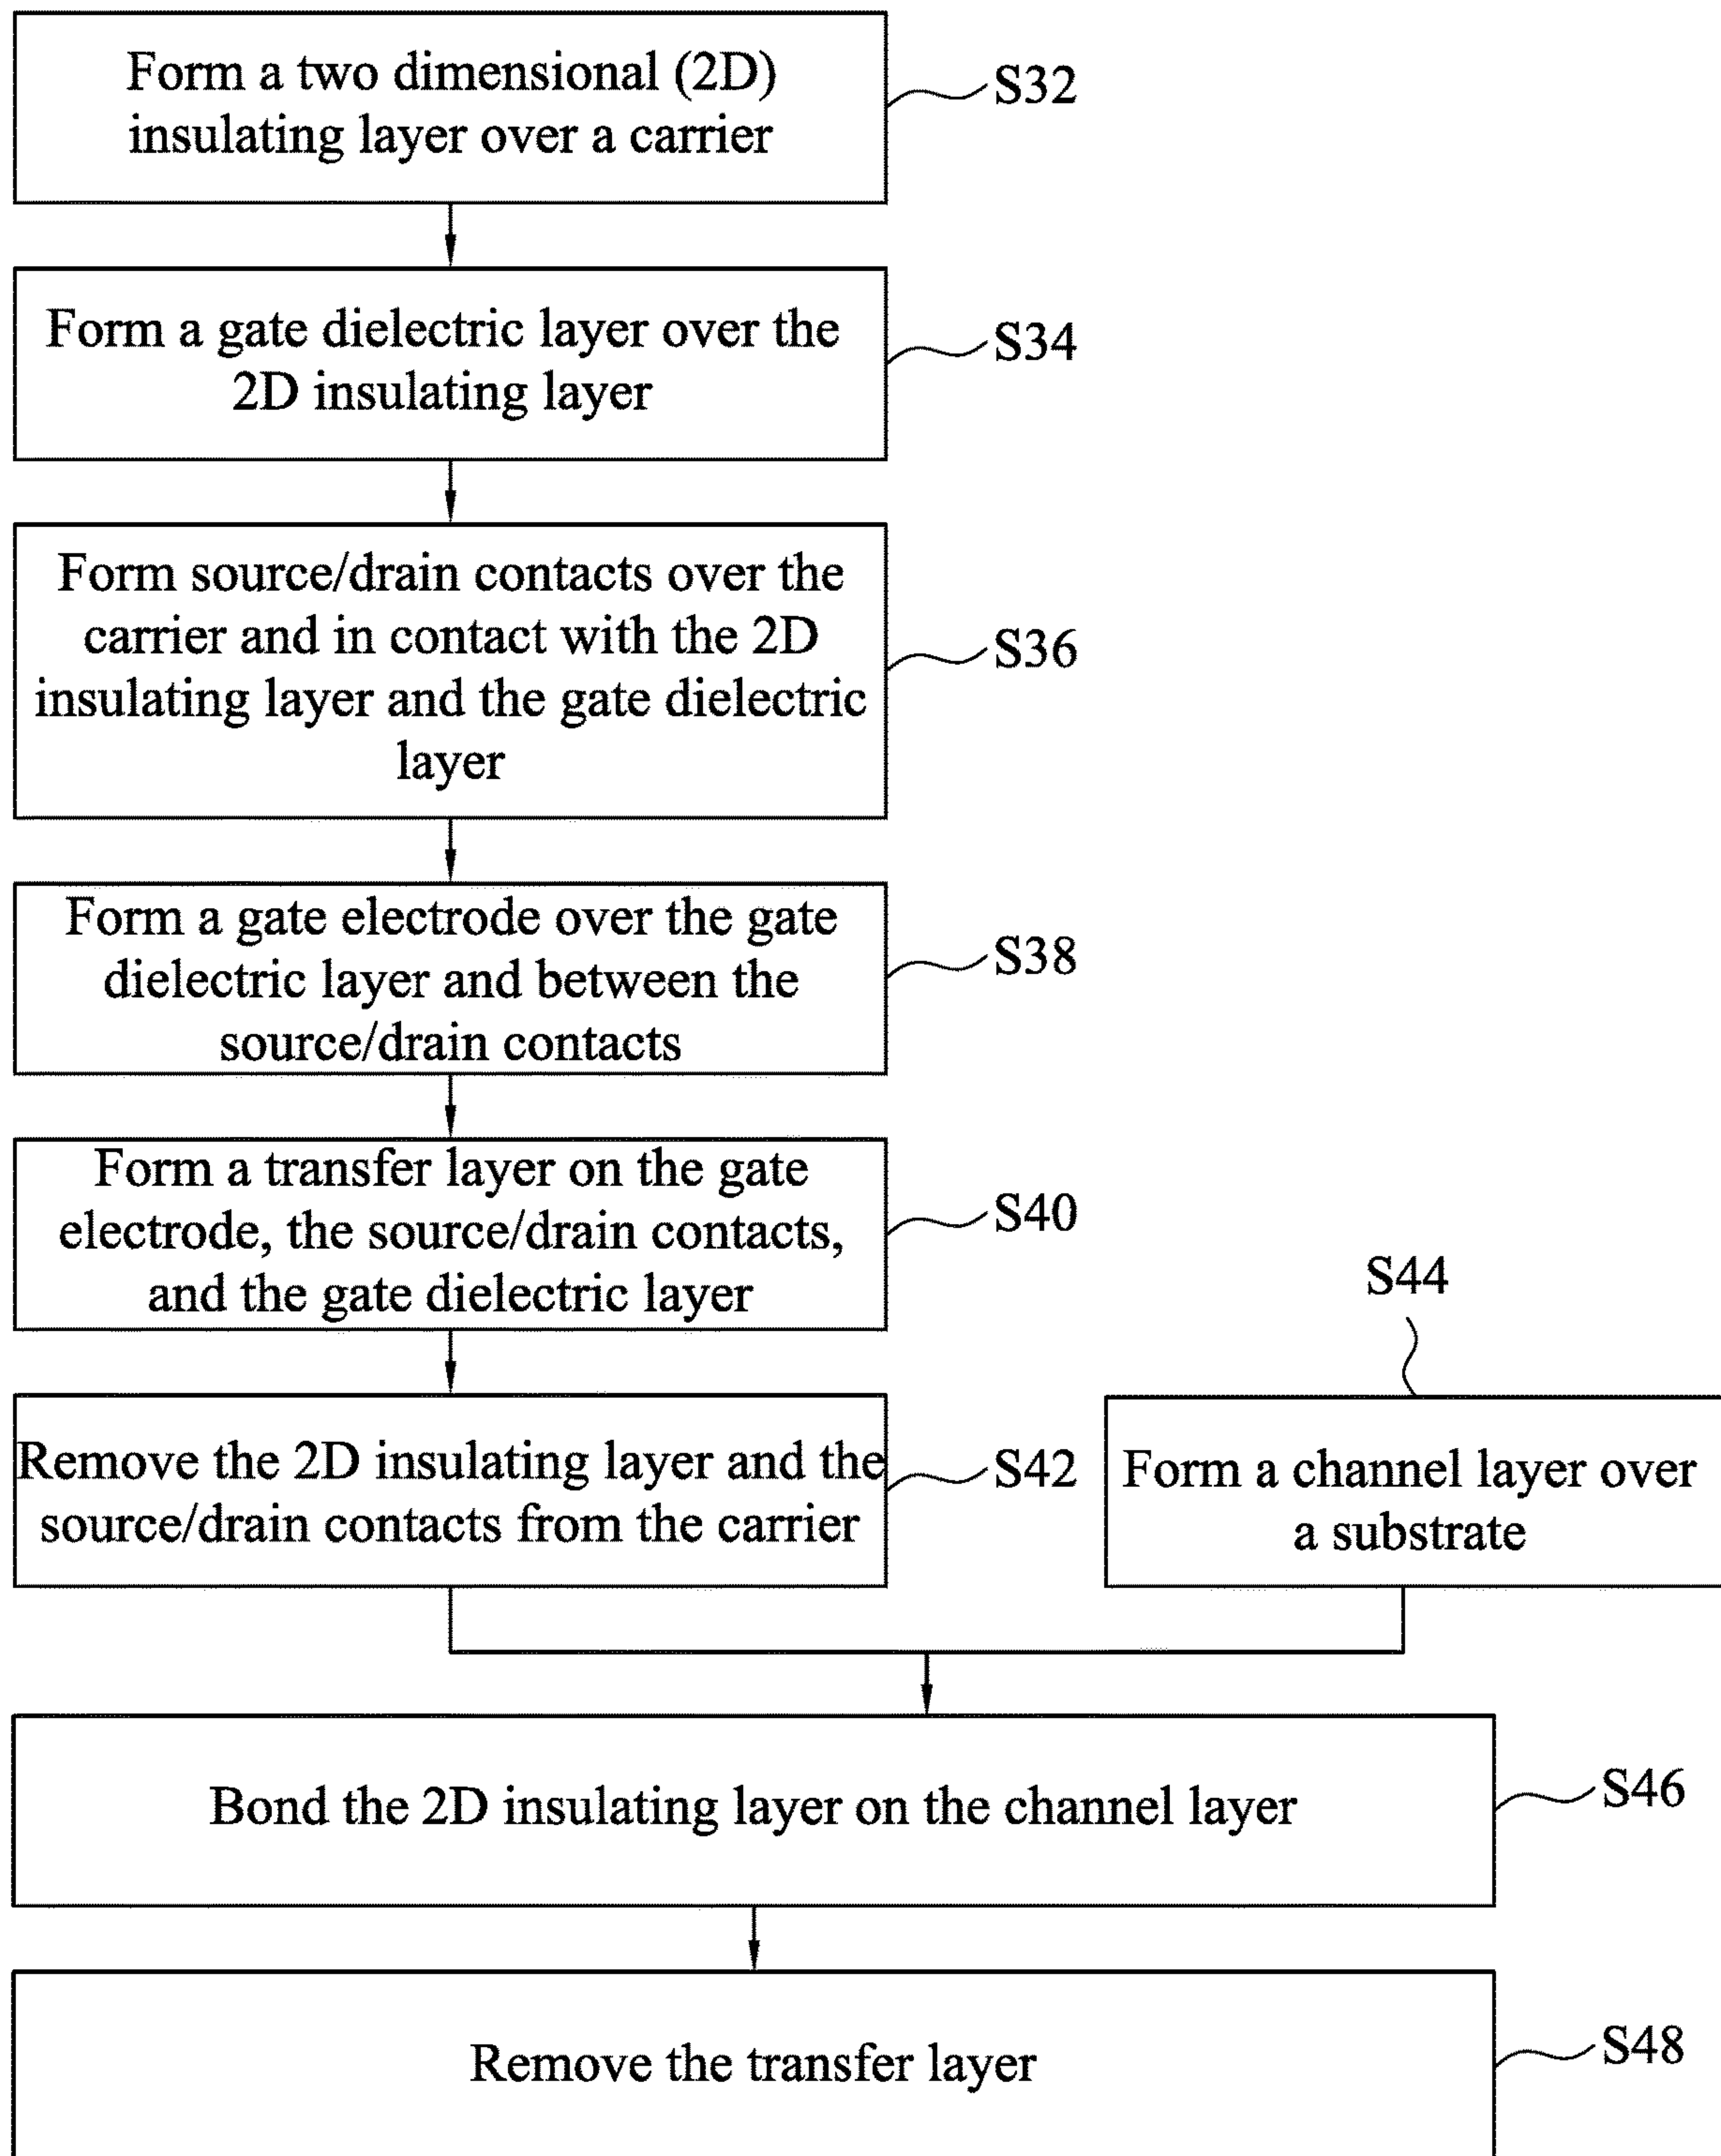 Form a two dimensional (2D)
insulating layer over a carrier
S32
Form a gate dielectric layer over the
2D insulating layer
S34
Form source/drain contacts over the
carrier and in contact with the 2D
insulating layer and the gate dielectric
layer
S36
Form a gate electrode over the gate
dielectric layer and between the
source/drain contacts
S38
Form a transfer layer on the gate
electrode, the source/drain contacts,
and the gate dielectric layer
S40
Remove the 2D insulating layer and the
source/drain contacts from the carrier
S42
S44
Form a channel layer over
a substrate
Bond the 2D insulating layer on the channel layer
S46
Remove the transfer layer
S48